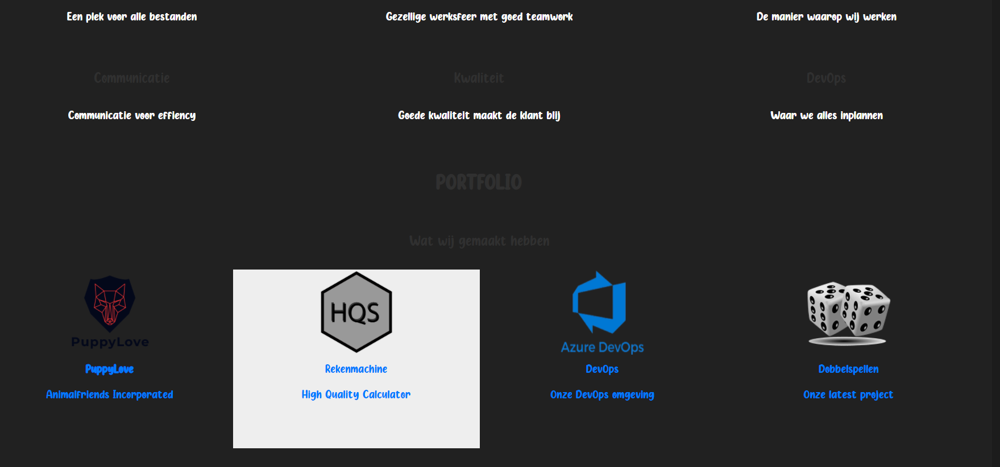 Een plek voor alle bestanden
Gezellige werksfeer met goed teamwork
De manier waarop wij werken
Communicatie
Kwaliteit
DevOps
Communicatie voor effiency
Goede kwaliteit maakt de klant blij
Waar we alles inplannen
PORTFOLIO
Wat wij gemaakt hebben
PuppyLove
HQS
Azure DevOps
PuppyLove
Rekenmachine
DevOps
Dobbelspellen
Animalfriends Incorporated
High Quality Calculator
Onze DevOps omgeving
Onze latest project